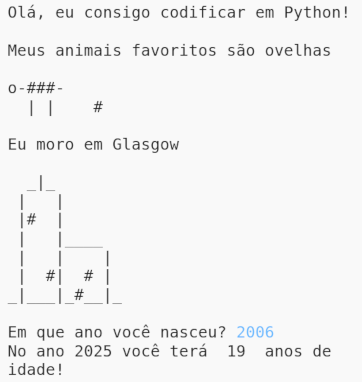 Olá, eu consigo codificar em Python!
Meus animais favoritos são ovelhas
o-###-
  | |    #
Eu moro em Glasgow
  _|_
 |   |
 |#  |
 |   |____
 |   |    |
 |  #|  # |
_|___|_#__|_
Em que ano você nasceu? 2006
No ano 2025 você terá  19  anos de
idade!